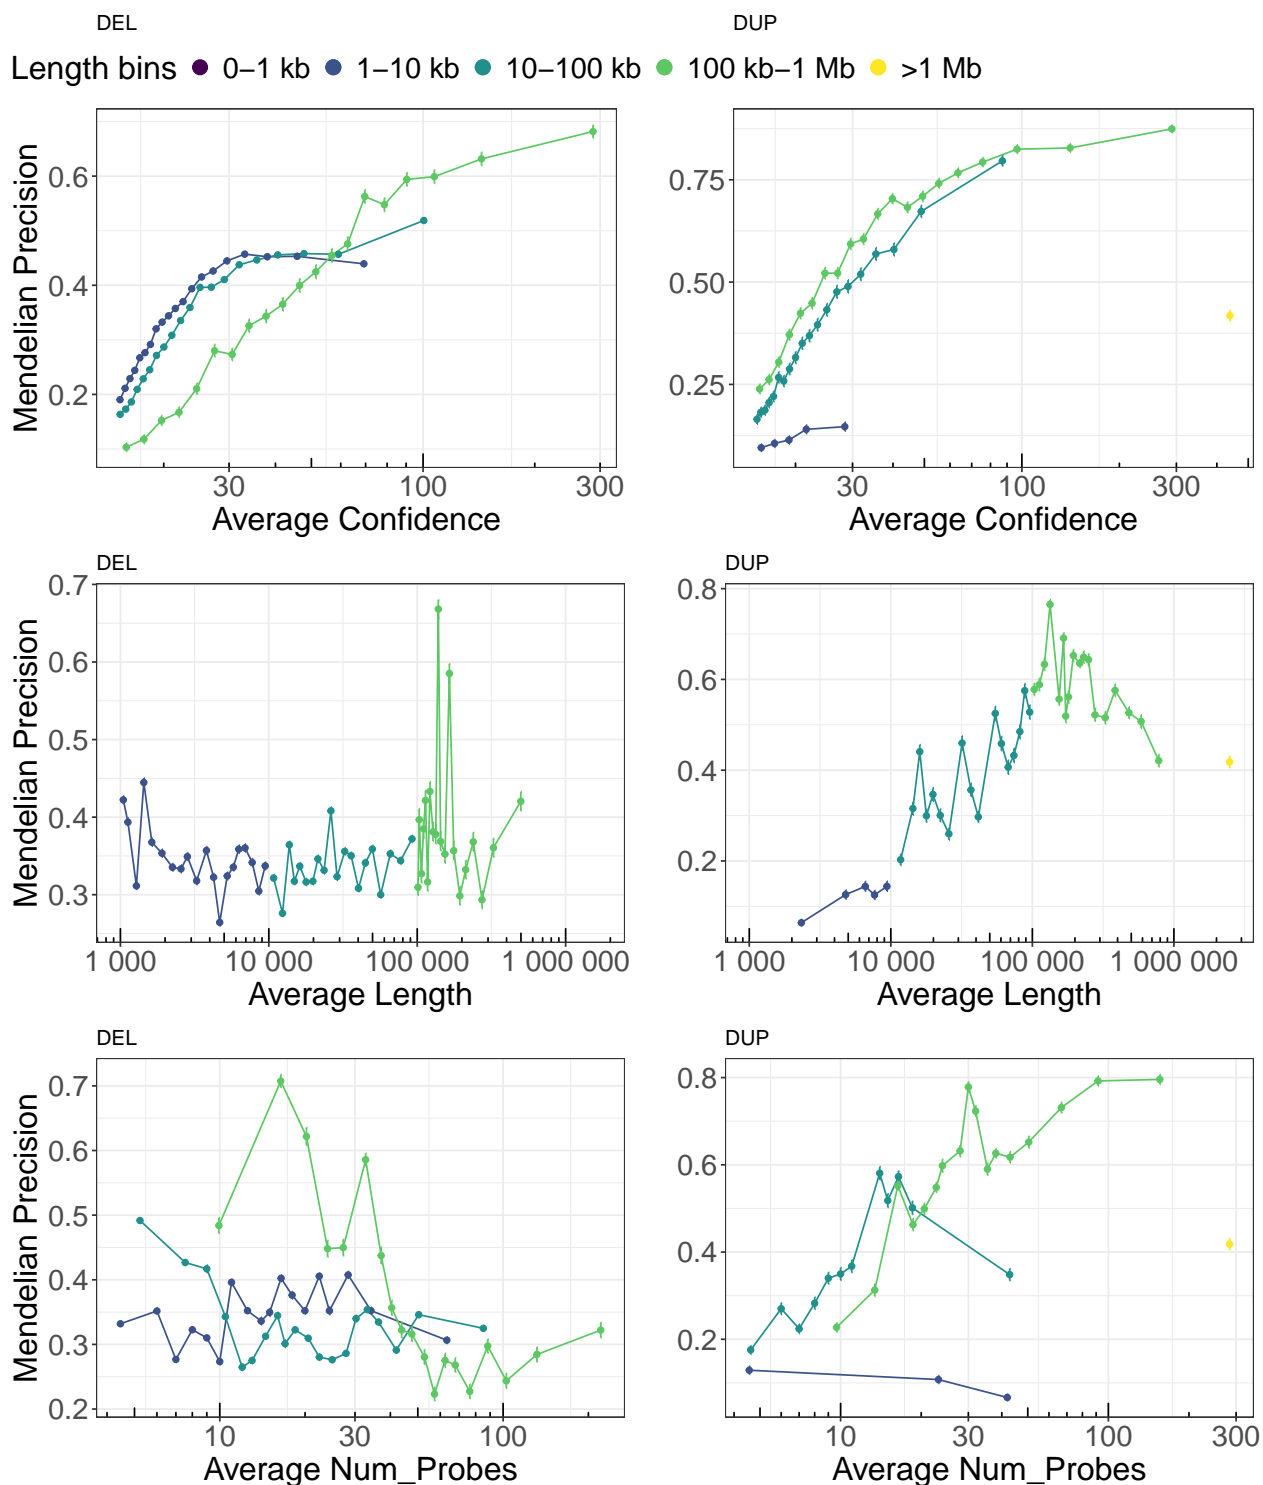 DEL DUP
Length bins 0–1 kb 1–10 kb 10–100 kb 100 kb–1 Mb >1 Mb
Mendelian Precision
0.6
0.4
0.2
30 100 300
Average Confidence
0.75
0.50
0.25
30 100 300
Average Confidence
DEL
Mendelian Precision
0.7
0.6
0.5
0.4
0.3
1 000 10 000 100 000 1 000 000
Average Length
DUP
0.8
0.6
0.4
0.2
1 000 10 000 100 000 1 000 000
Average Length
DEL
Mendelian Precision
0.7
0.6
0.5
0.4
0.3
0.2
10 30 100
Average Num_Probes
DUP
0.8
0.6
0.4
0.2
10 30 100 300
Average Num_Probes